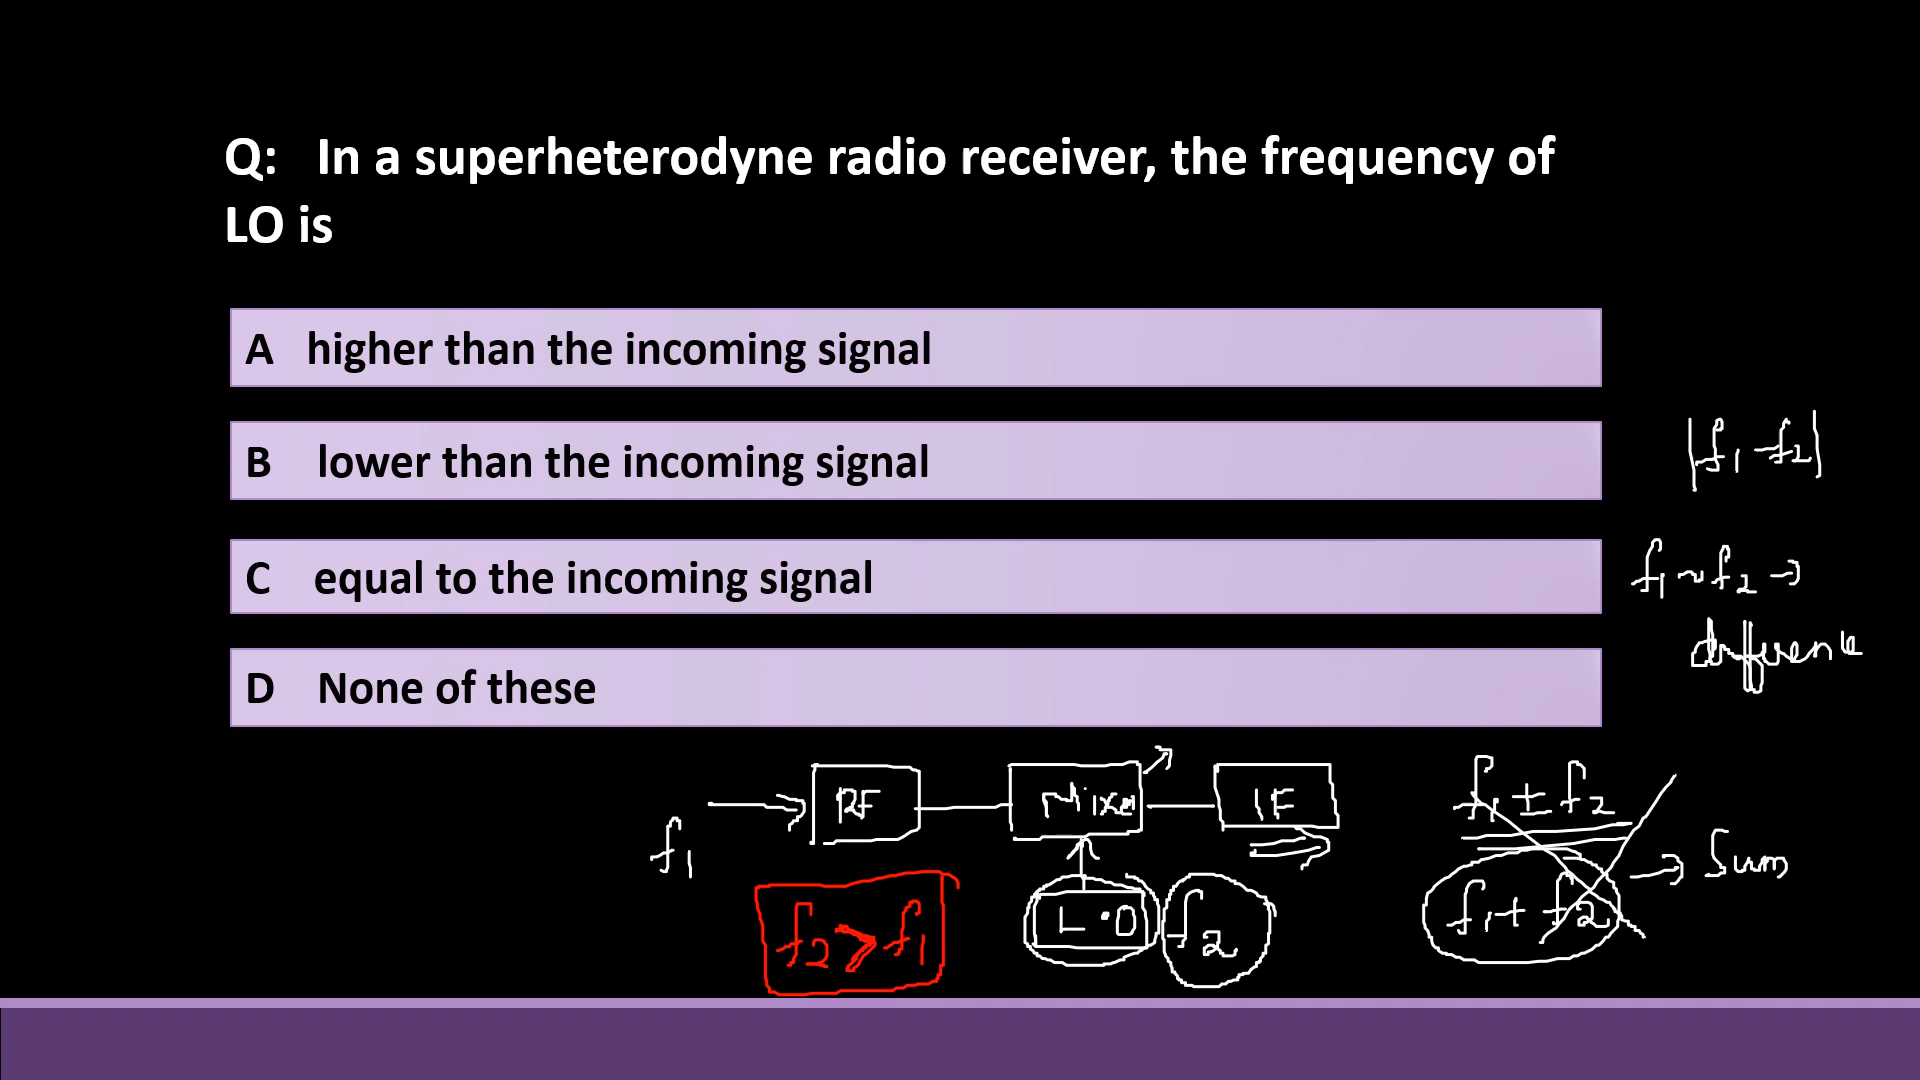 Q: In a superheterodyne radio receiver, the frequency of
LO is
A higher than the incoming signal
B lower than the incoming signal
|f₁ - f₂|
C equal to the incoming signal
f₁ ~ f₂ →
difference
D None of these
RF
Mixer
IF
f₁ ± f₂
f₁
Sum
f₂ > f₁
L.O
f₂
f₁ + f₂